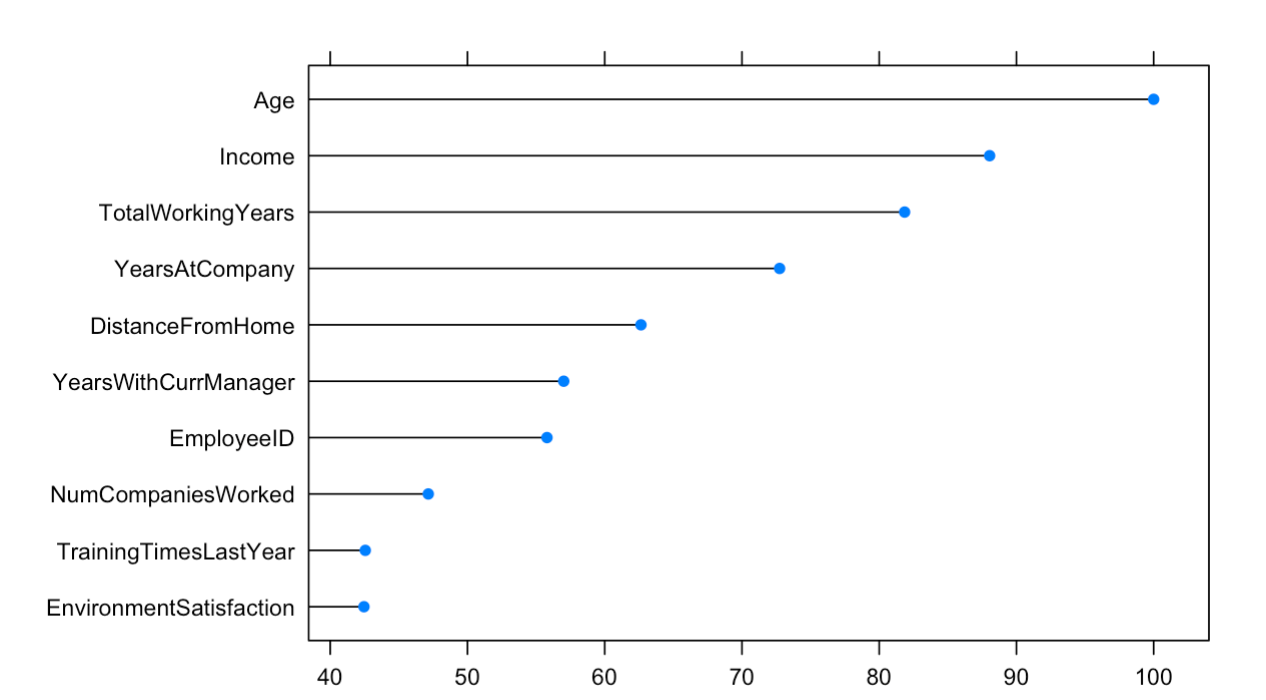 Age
Income
TotalWorkingYears
YearsAtCompany
DistanceFromHome
YearsWithCurrManager
EmployeeID
NumCompaniesWorked
TrainingTimesLastYear
EnvironmentSatisfaction
40 50 60 70 80 90 100